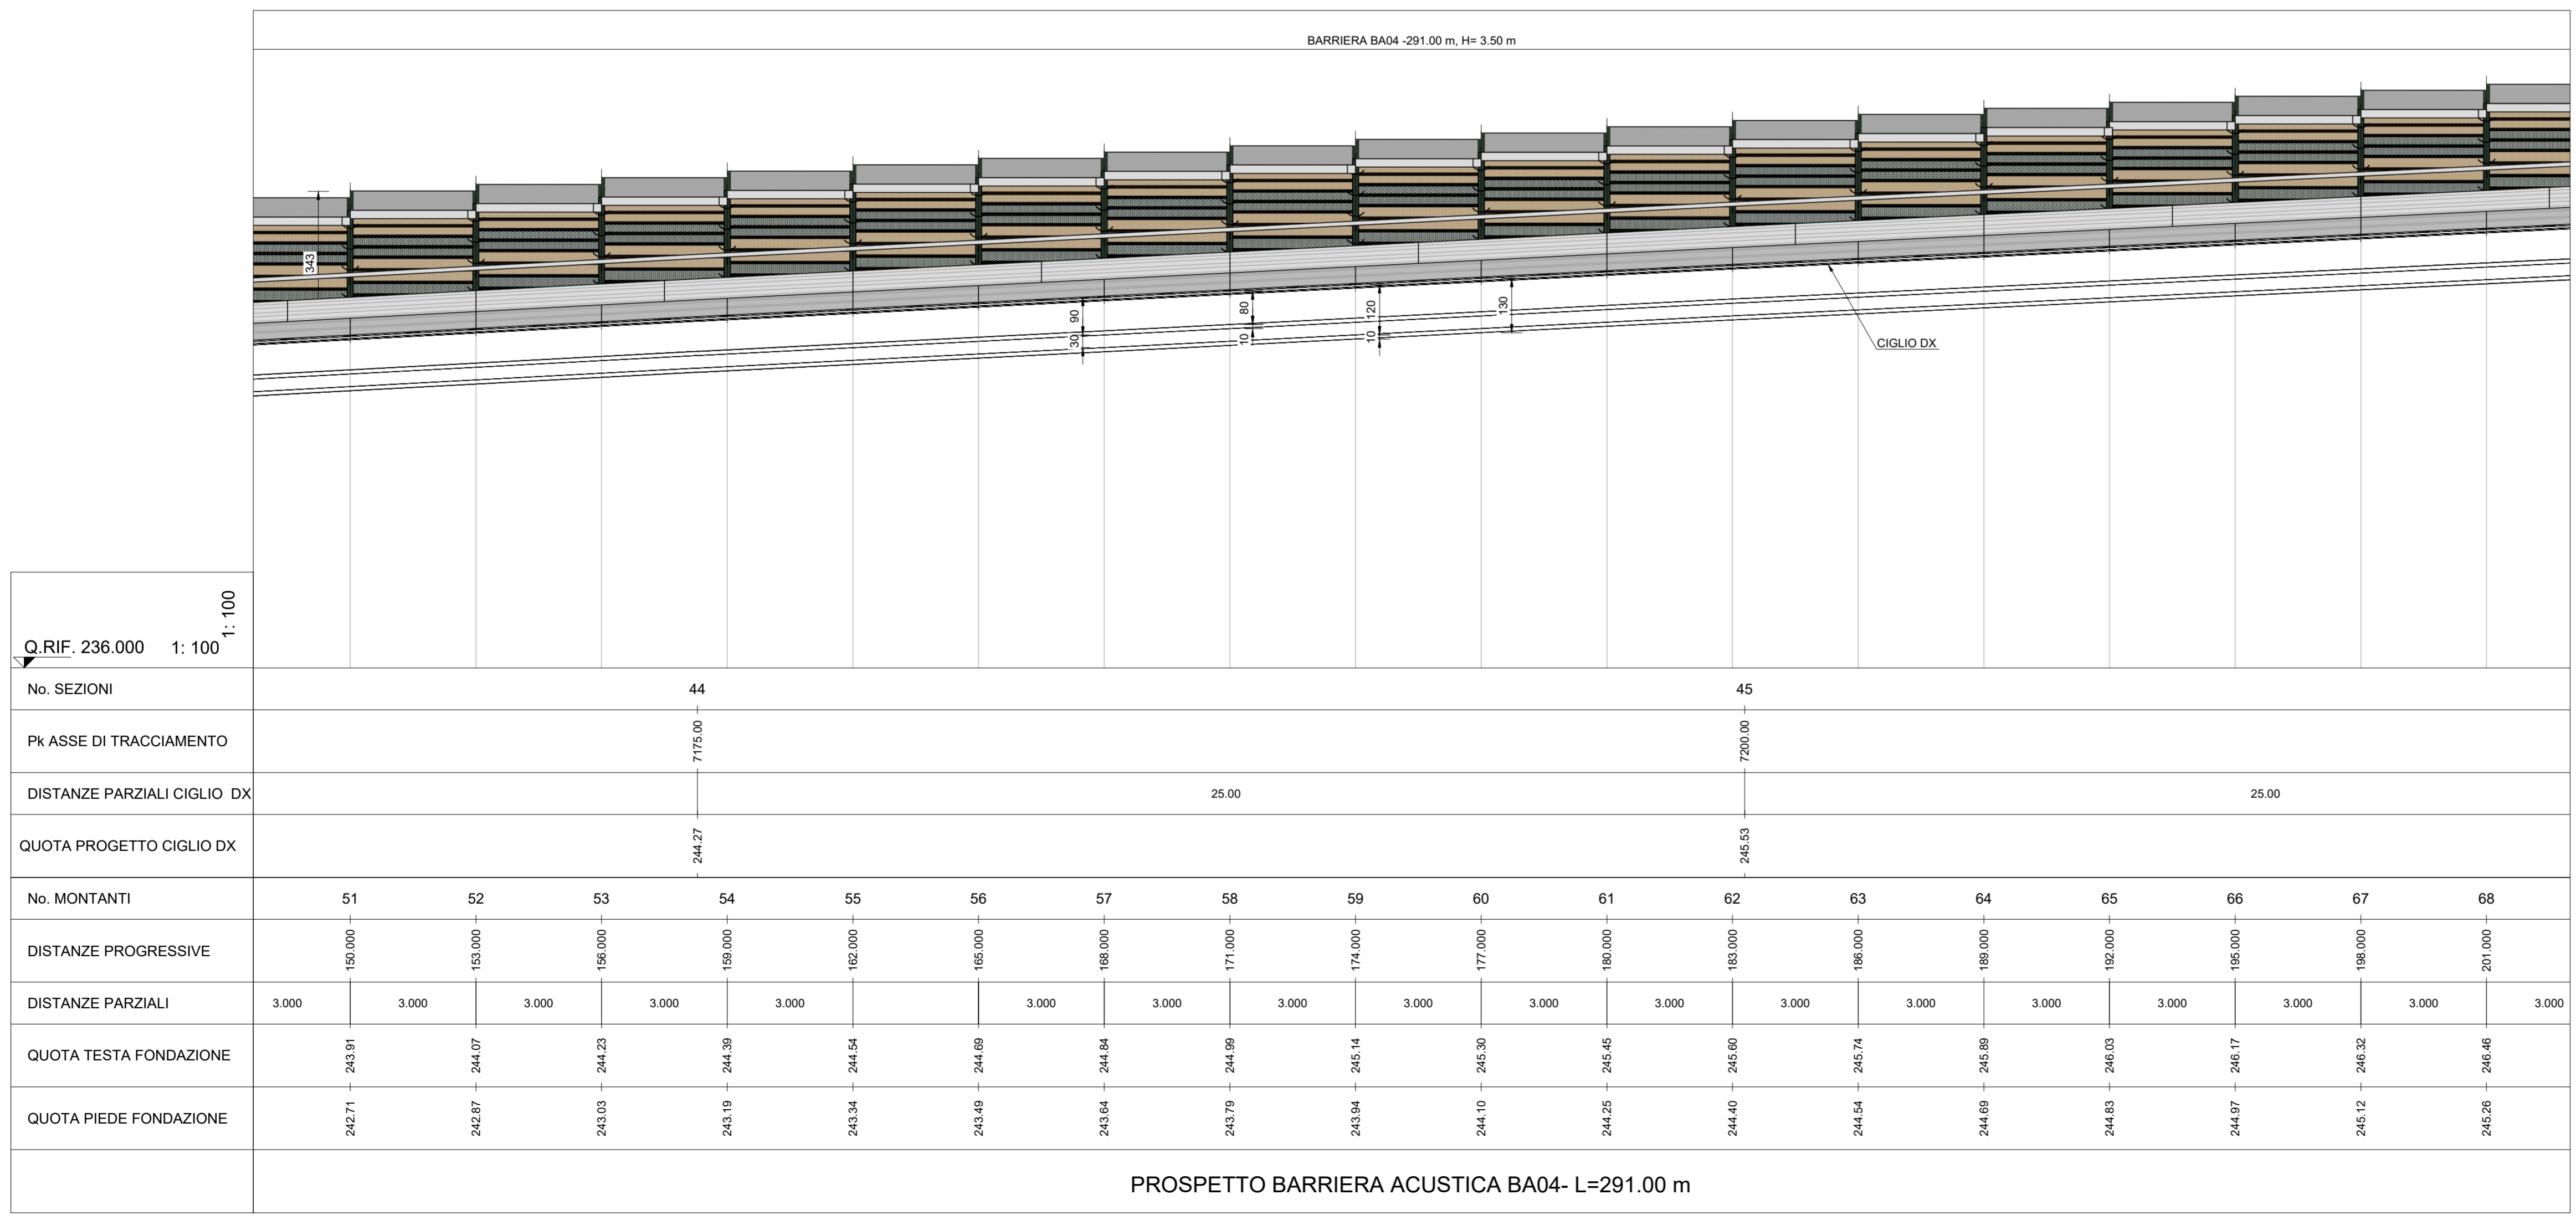 BARRIERA BA04 -291.00 m, H= 3.50 m
343
90
30
80
10
120
10
130
CIGLIO DX
1: 100
Q.RIF. 236.000 1: 100
No. SEZIONI 44 45
Pk ASSE DI TRACCIAMENTO 7175.00 7200.00
DISTANZE PARZIALI CIGLIO DX 25.00 25.00
QUOTA PROGETTO CIGLIO DX 244.27 245.53
No. MONTANTI 51 52 53 54 55 56 57 58 59 60 61 62 63 64 65 66 67 68
DISTANZE PROGRESSIVE 150.000 153.000 156.000 159.000 162.000 165.000 168.000 171.000 174.000 177.000 180.000 183.000 186.000 189.000 192.000 195.000 198.000 201.000
DISTANZE PARZIALI 3.000 3.000 3.000 3.000 3.000 3.000 3.000 3.000 3.000 3.000 3.000 3.000 3.000 3.000 3.000 3.000 3.000 3.000
QUOTA TESTA FONDAZIONE 243.91 244.07 244.23 244.39 244.54 244.69 244.84 244.99 245.14 245.30 245.45 245.60 245.74 245.89 246.03 246.17 246.32 246.46
QUOTA PIEDE FONDAZIONE 242.71 242.87 243.03 243.19 243.34 243.49 243.64 243.79 243.94 244.10 244.25 244.40 244.54 244.69 244.83 244.97 245.12 245.26
PROSPETTO BARRIERA ACUSTICA BA04- L=291.00 m